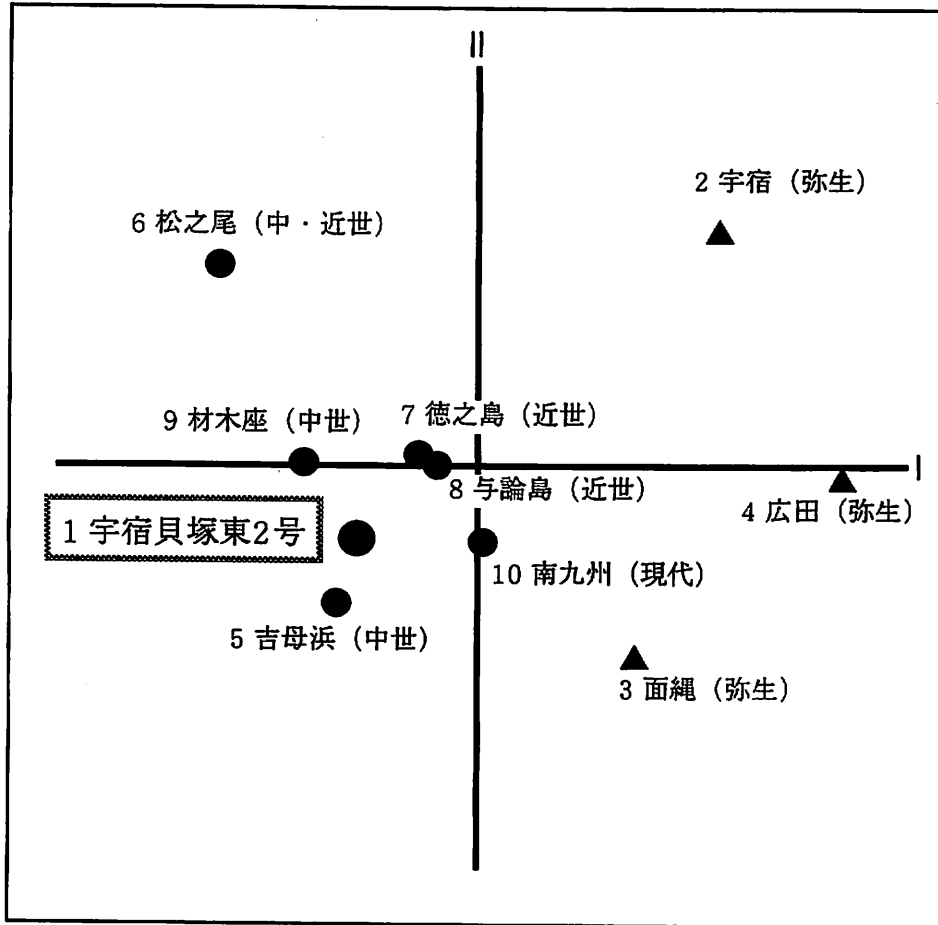 II
2 宇宿 (弥生)
6 松之尾 (中・近世)
7 徳之島 (近世)
9 材木座 (中世)
I
8 与論島 (近世)
4 広田 (弥生)
1 宇宿貝塚東2号
10 南九州 (現代)
5 吉母浜 (中世)
3 面縄 (弥生)